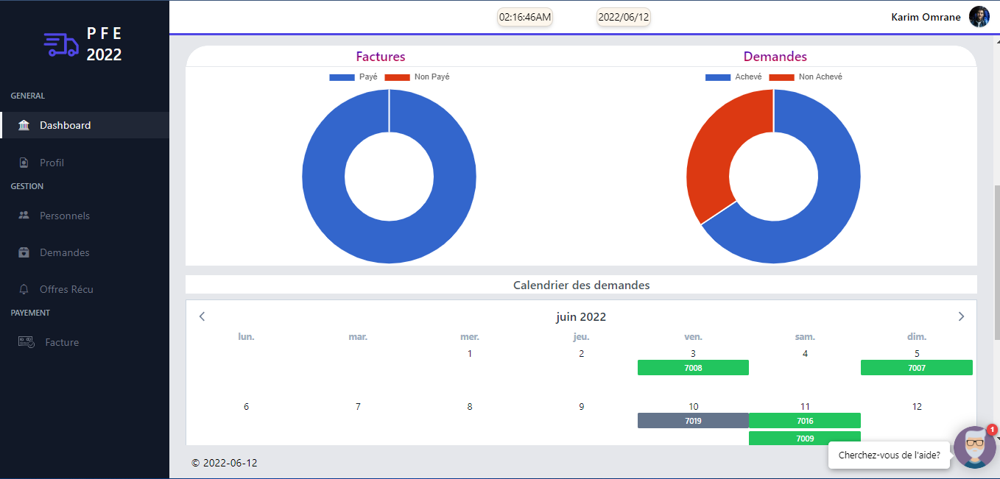 P F E
2022
02:16:46AM
2022/06/12
Karim Omrane
GENERAL
Dashboard
Profil
GESTION
Personnels
Demandes
Offres Récu
PAYEMENT
Facture
Factures
Payé Non Payé
Demandes
Achevé Non Achevé
Calendrier des demandes
juin 2022
lun. mar. mer. jeu. ven. sam. dim.
1 2 3 4 5
7008 7007
6 7 8 9 10 11 12
7019 7016
7009
1
Cherchez-vous de l'aide?
© 2022-06-12